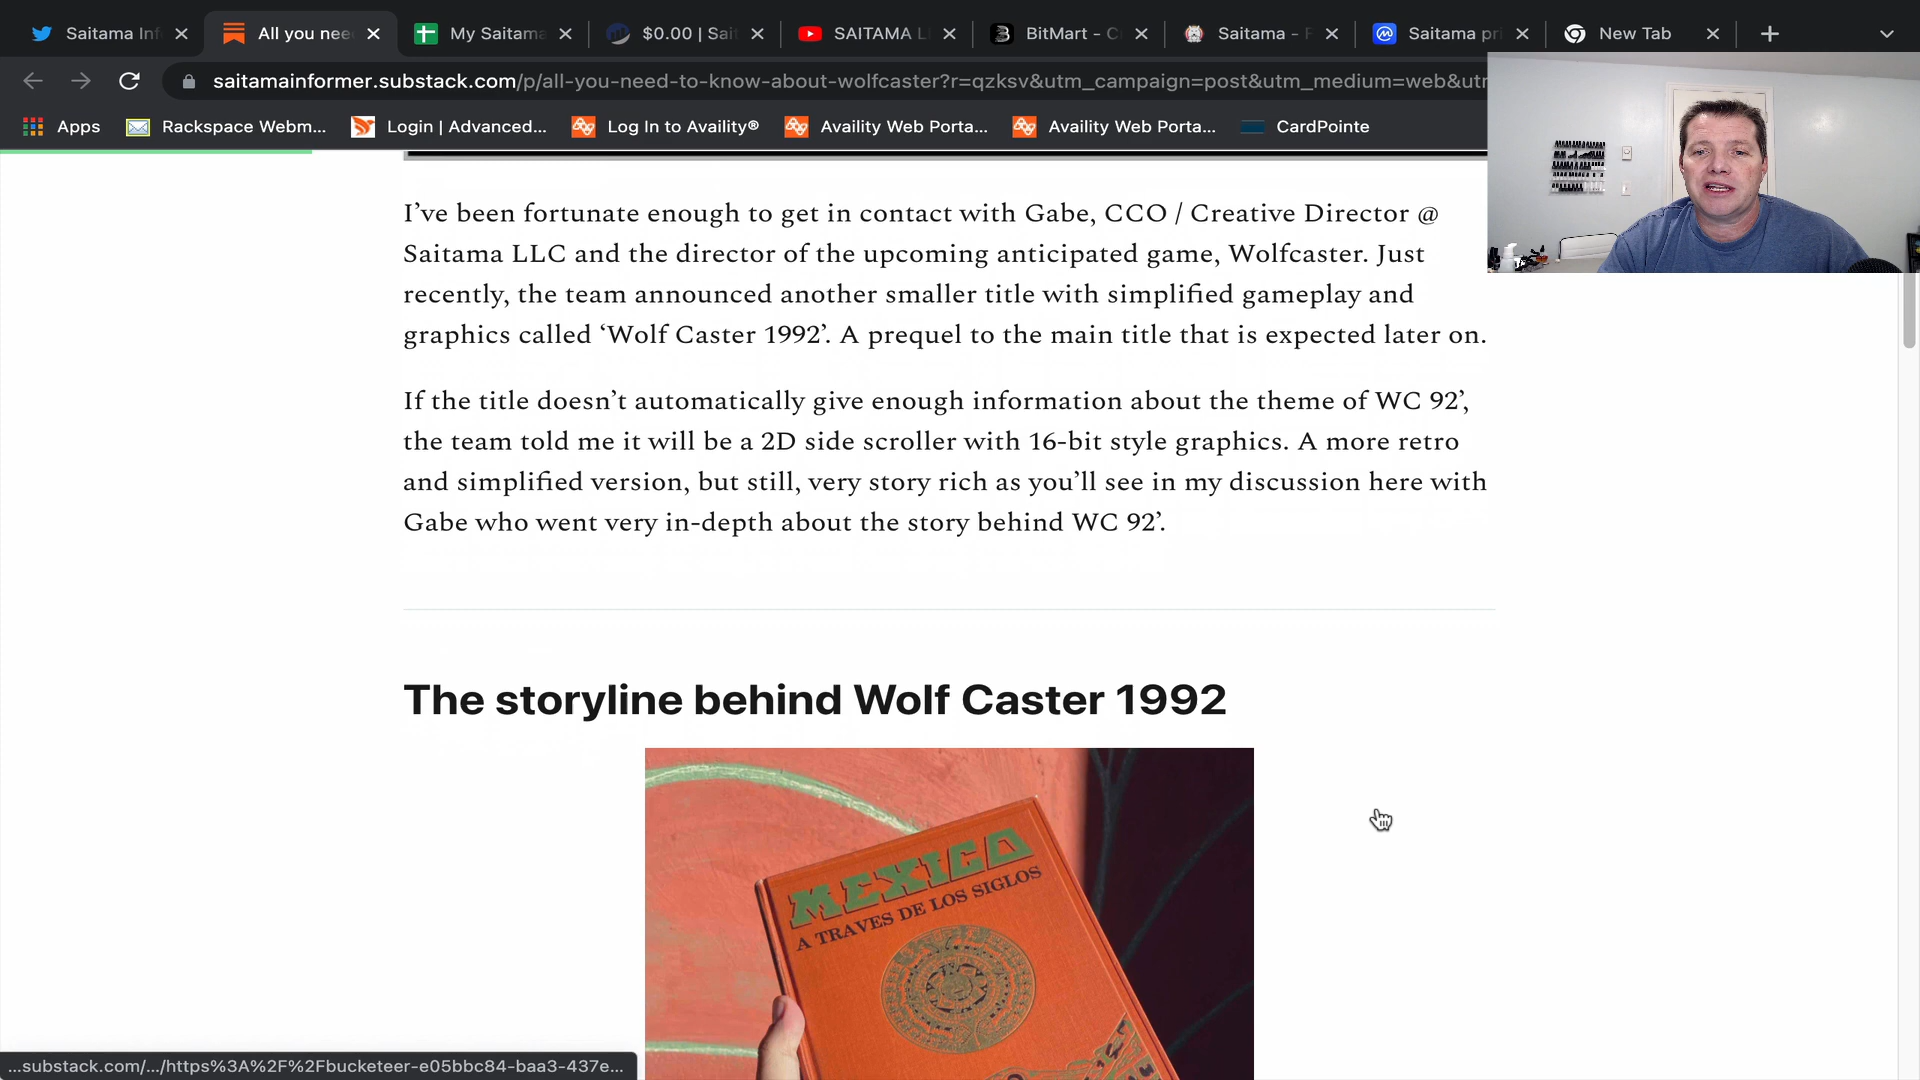 Saitama Inf
All you nee
My Saitama
$0.00 | Sai
SAITAMA L
BitMart - C
Saitama - F
Saitama pri
New Tab
saitamainformer.substack.com/p/all-you-need-to-know-about-wolfcaster?r=qzksv&utm_campaign=post&utm_medium=web&ut
Apps
Rackspace Webm...
Login | Advanced...
Log In to Availity®
Availity Web Porta...
Availity Web Porta...
CardPointe
I’ve been fortunate enough to get in contact with Gabe, CCO / Creative Director @
Saitama LLC and the director of the upcoming anticipated game, Wolfcaster. Just
recently, the team announced another smaller title with simplified gameplay and
graphics called ‘Wolf Caster 1992’. A prequel to the main title that is expected later on.
If the title doesn’t automatically give enough information about the theme of WC 92’,
the team told me it will be a 2D side scroller with 16-bit style graphics. A more retro
and simplified version, but still, very story rich as you’ll see in my discussion here with
Gabe who went very in-depth about the story behind WC 92’.
The storyline behind Wolf Caster 1992
MEXICO
A TRAVES DE LOS SIGLOS
...substack.com/.../https%3A%2F%2Fbucketeer-e05bbc84-baa3-437e...